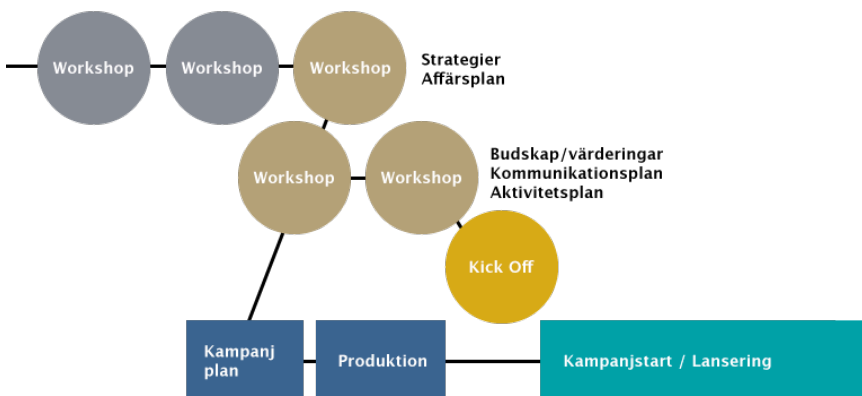 Workshop
Workshop
Workshop
Strategier
Affärsplan
Workshop
Workshop
Budskap/värderingar
Kommunikationsplan
Aktivitetsplan
Kick Off
Kampanj
plan
Produktion
Kampanjstart / Lansering